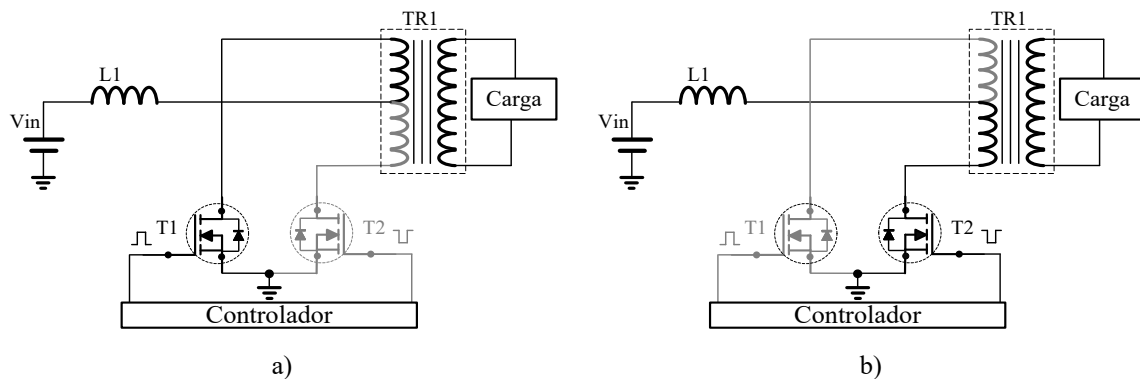 TR1
L1
Carga
Vin
T1
T2
Controlador
a)
TR1
L1
Carga
Vin
T1
T2
Controlador
b)